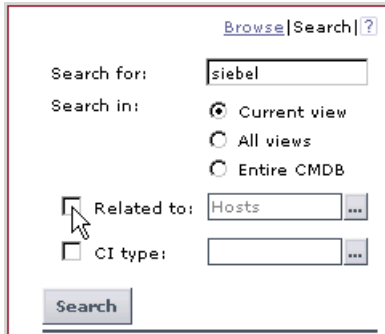 Browse|Search|?
Search for: siebel
Search in: Current view
All views
Entire CMDB
Related to: Hosts ...
CI type: ...
Search